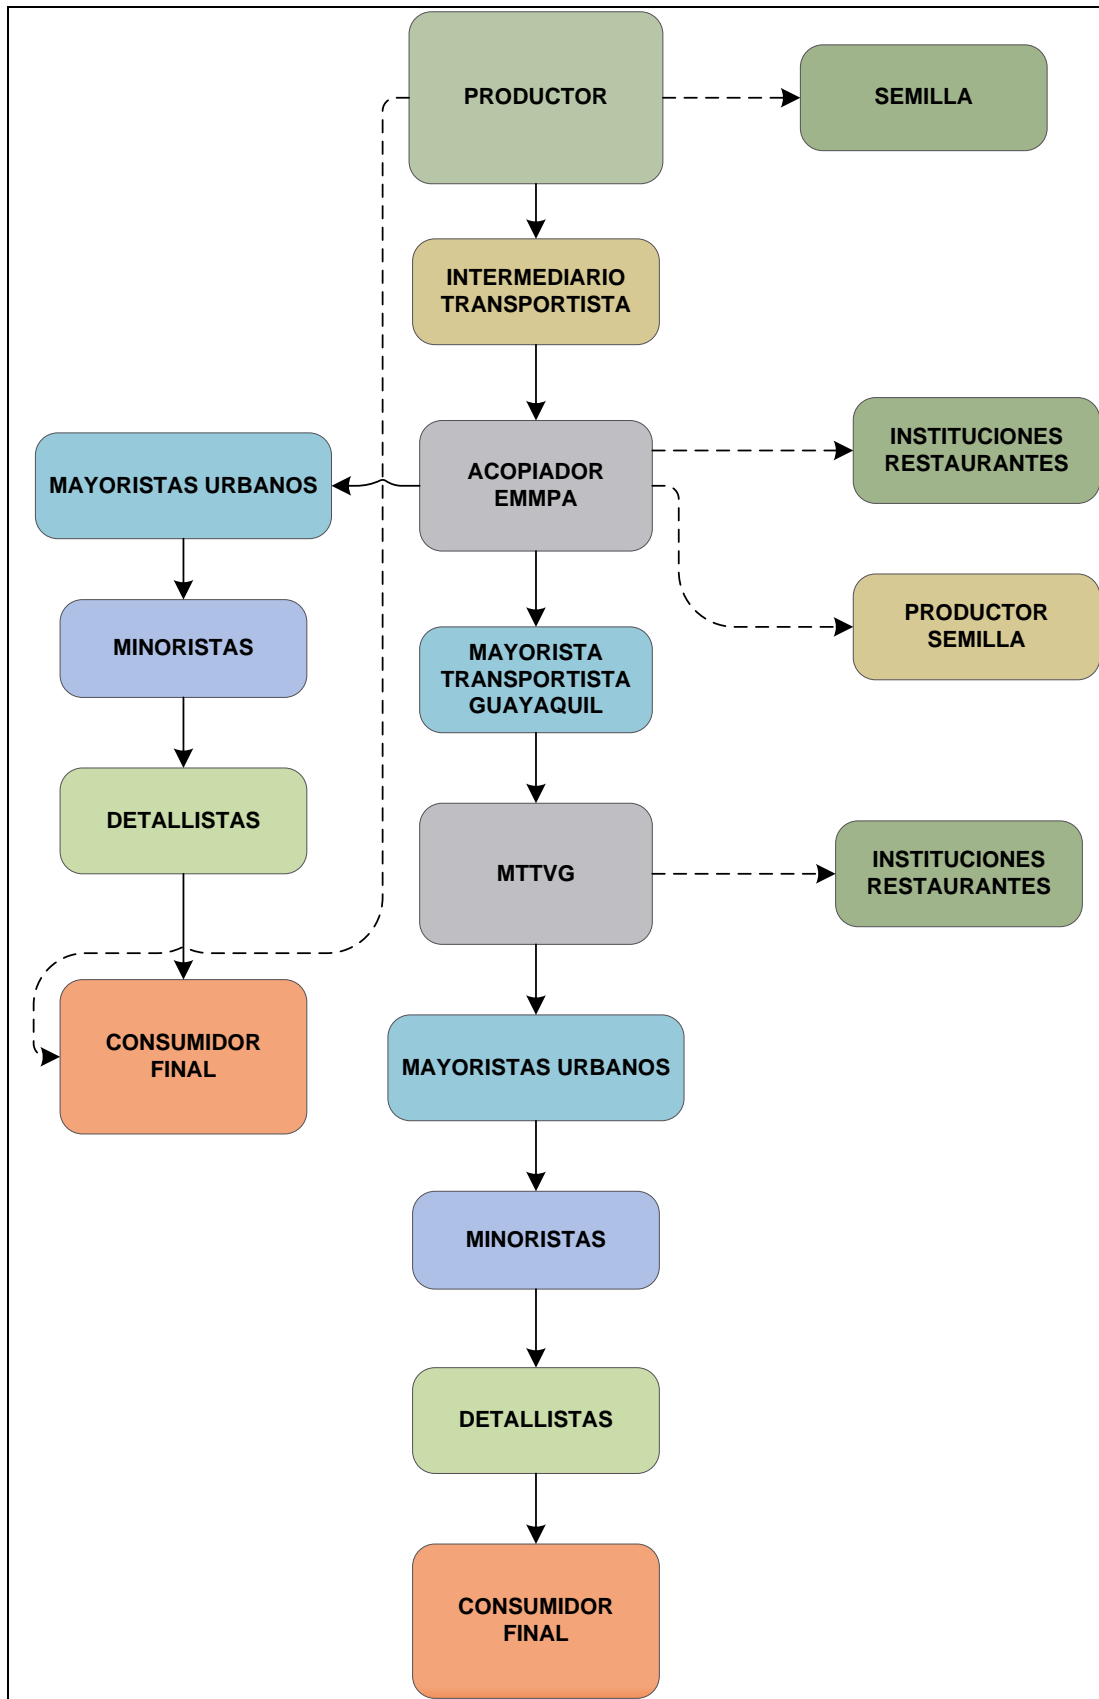 PRODUCTOR
SEMILLA
INTERMEDIARIO
TRANSPORTISTA
INSTITUCIONES
RESTAURANTES
MAYORISTAS URBANOS
ACOPIADOR
EMMPA
PRODUCTOR
SEMILLA
MINORISTAS
MAYORISTA
TRANSPORTISTA
GUAYAQUIL
DETALLISTAS
MTTVG
INSTITUCIONES
RESTAURANTES
CONSUMIDOR
FINAL
MAYORISTAS URBANOS
MINORISTAS
DETALLISTAS
CONSUMIDOR
FINAL